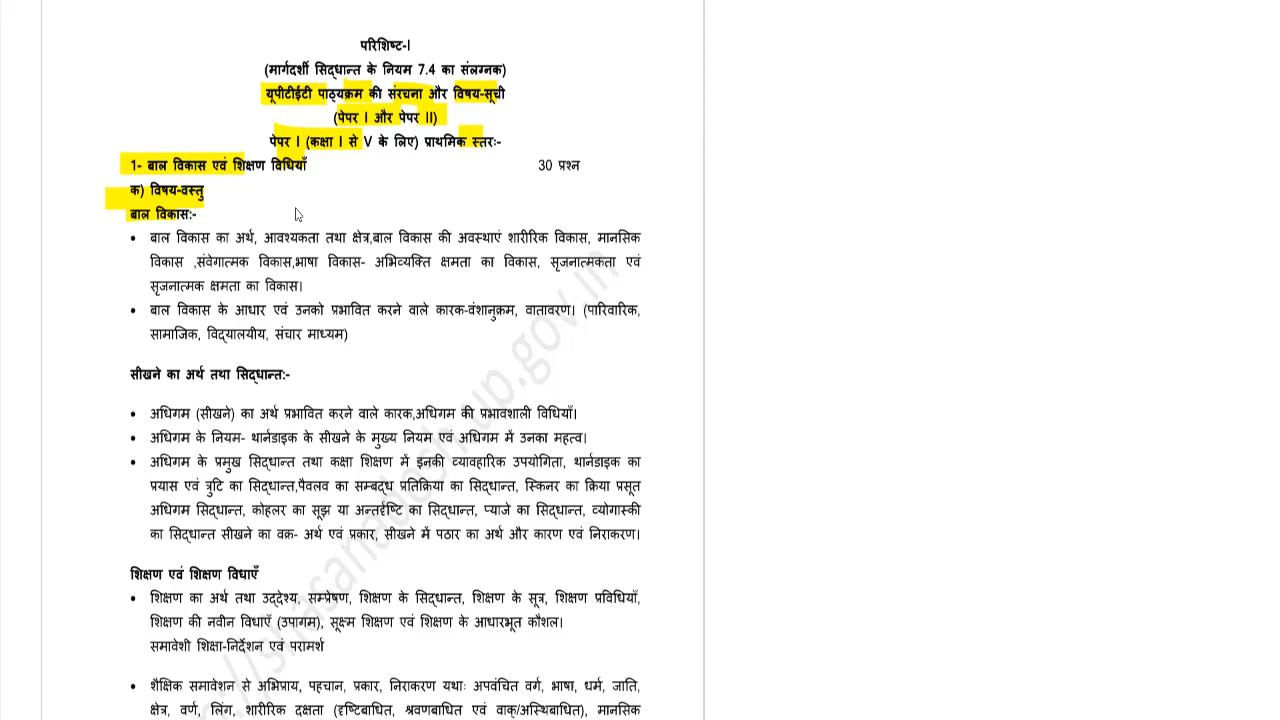 परिशिष्ट-I
(मार्गदर्शी सिद्धान्त के नियम 7.4 का संलग्नक)
यूपीटीईटी पाठ्यक्रम की संरचना और विषय-सूची
(पेपर I और पेपर II)
पेपर I (कक्षा I से V के लिए) प्राथमिक स्तरः-
1- बाल विकास एवं शिक्षण विधियाँ 30 प्रश्न
क) विषय-वस्तु
बाल विकास:-
• बाल विकास का अर्थ, आवश्यकता तथा क्षेत्र,बाल विकास की अवस्थाएं शारीरिक विकास, मानसिक
विकास ,संवेगात्मक विकास,भाषा विकास- अभिव्यक्ति क्षमता का विकास, सृजनात्मकता एवं
सृजनात्मक क्षमता का विकास।
• बाल विकास के आधार एवं उनको प्रभावित करने वाले कारक-वंशानुक्रम, वातावरण। (पारिवारिक,
सामाजिक, विद्यालयीय, संचार माध्यम)
सीखने का अर्थ तथा सिद्धान्त:-
• अधिगम (सीखने) का अर्थ प्रभावित करने वाले कारक,अधिगम की प्रभावशाली विधियाँ।
• अधिगम के नियम- थार्नडाइक के सीखने के मुख्य नियम एवं अधिगम में उनका महत्व।
• अधिगम के प्रमुख सिद्धान्त तथा कक्षा शिक्षण में इनकी व्यावहारिक उपयोगिता, थार्नडाइक का
प्रयास एवं त्रुटि का सिद्धान्त,पैवलव का सम्बद्ध प्रतिक्रिया का सिद्धान्त, स्किनर का क्रिया प्रसूत
अधिगम सिद्धान्त, कोहलर का सूझ या अन्तर्दृष्टि का सिद्धान्त, प्याजे का सिद्धान्त, व्योगास्की
का सिद्धान्त सीखने का वक्र- अर्थ एवं प्रकार, सीखने में पठार का अर्थ और कारण एवं निराकरण।
शिक्षण एवं शिक्षण विधाएँ
• शिक्षण का अर्थ तथा उद्देश्य, सम्प्रेषण, शिक्षण के सिद्धान्त, शिक्षण के सूत्र, शिक्षण प्रविधियाँ,
शिक्षण की नवीन विधाएँ (उपागम), सूक्ष्म शिक्षण एवं शिक्षण के आधारभूत कौशल।
समावेशी शिक्षा-निर्देशन एवं परामर्श
• शैक्षिक समावेशन से अभिप्राय, पहचान, प्रकार, निराकरण यथाः अपवंचित वर्ग, भाषा, धर्म, जाति,
क्षेत्र, वर्ण, लिंग, शारीरिक दक्षता (दृष्टिबाधित, श्रवणबाधित एवं वाक्/अस्थिबाधित), मानसिक
://shasanadesh.up.gov.in